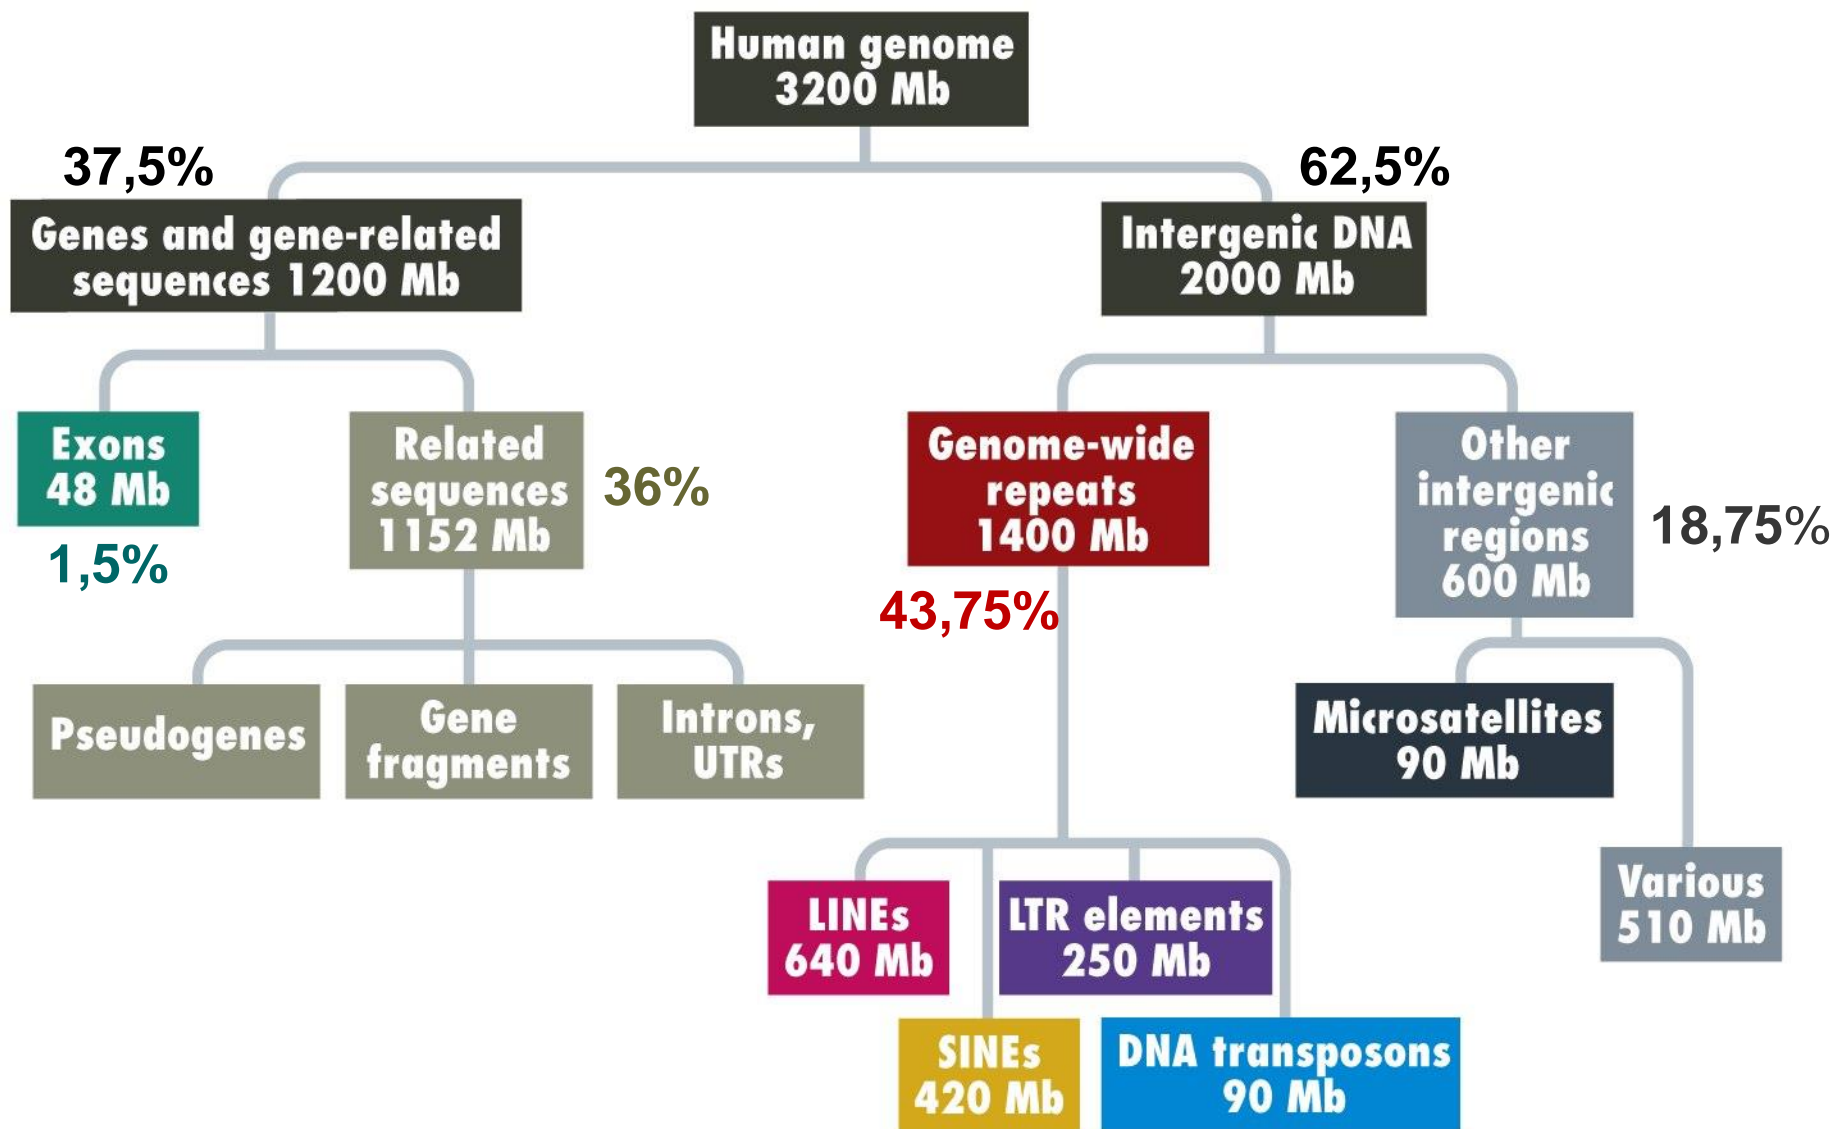 Human genome
3200 Mb
37,5%
62,5%
Genes and gene-related
sequences 1200 Mb
Intergenic DNA
2000 Mb
Exons
48 Mb
1,5%
Related
sequences
1152 Mb
36%
Genome-wide
repeats
1400 Mb
43,75%
Other
intergenic
regions
600 Mb
18,75%
Pseudogenes
Gene
fragments
Introns,
UTRs
Microsatellites
90 Mb
Various
510 Mb
LINEs
640 Mb
LTR elements
250 Mb
SINEs
420 Mb
DNA transposons
90 Mb